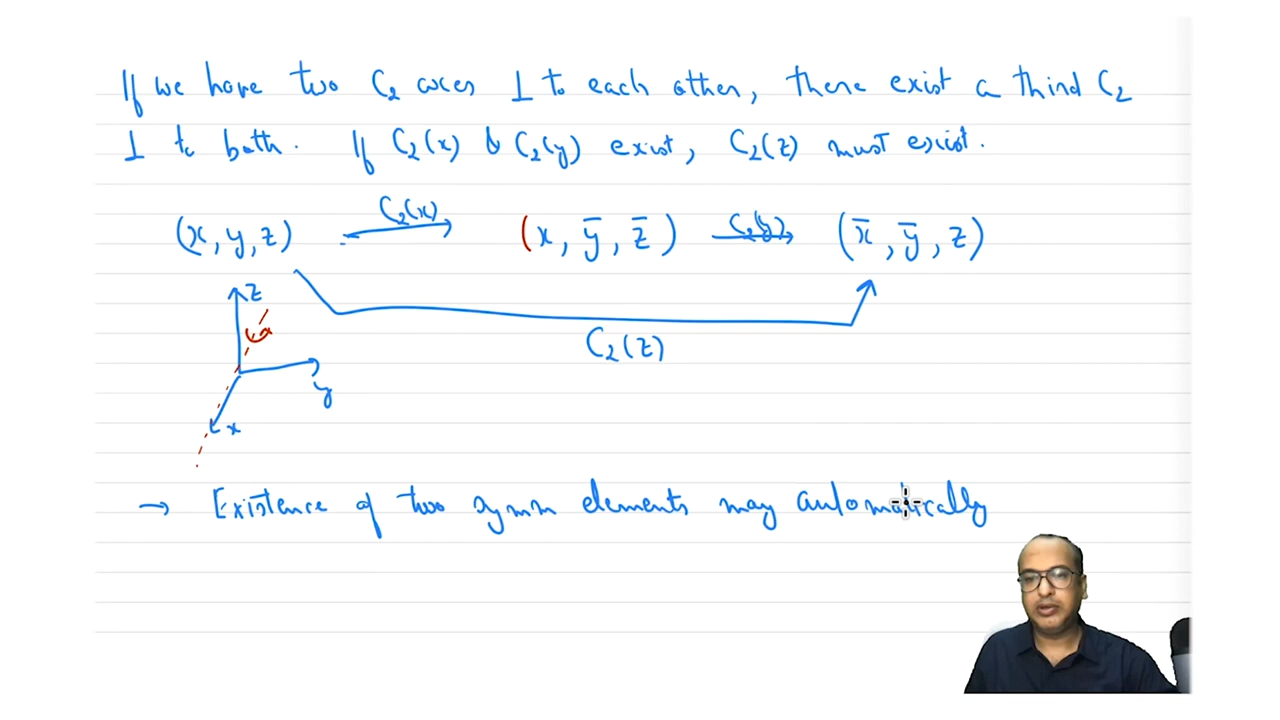 If we have two C₂ axes ⊥ to each other, there exist a third C₂
⊥ to both. If C₂(x) & C₂(y) exist, C₂(z) must exist.
C₂(x) C₂(y)
(x, y, z) → (x, ȳ, z̄) → (x̄, ȳ, z)
z
C₂(z)
y
x
→ Existence of two symm elements may automatically